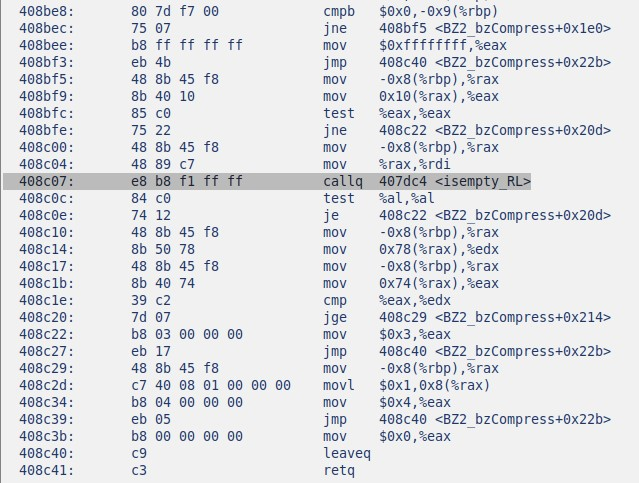 408be8: 80 7d f7 00 cmpb $0x0,-0x9(%rbp)
408bec: 75 07 jne 408bf5 <BZ2_bzCompress+0x1e0>
408bee: b8 ff ff ff ff mov $0xffffffff,%eax
408bf3: eb 4b jmp 408c40 <BZ2_bzCompress+0x22b>
408bf5: 48 8b 45 f8 mov -0x8(%rbp),%rax
408bf9: 8b 40 10 mov 0x10(%rax),%eax
408bfc: 85 c0 test %eax,%eax
408bfe: 75 22 jne 408c22 <BZ2_bzCompress+0x20d>
408c00: 48 8b 45 f8 mov -0x8(%rbp),%rax
408c04: 48 89 c7 mov %rax,%rdi
408c07: e8 b8 f1 ff ff callq 407dc4 <isempty_RL>
408c0c: 84 c0 test %al,%al
408c0e: 74 12 je 408c22 <BZ2_bzCompress+0x20d>
408c10: 48 8b 45 f8 mov -0x8(%rbp),%rax
408c14: 8b 50 78 mov 0x78(%rax),%edx
408c17: 48 8b 45 f8 mov -0x8(%rbp),%rax
408c1b: 8b 40 74 mov 0x74(%rax),%eax
408c1e: 39 c2 cmp %eax,%edx
408c20: 7d 07 jge 408c29 <BZ2_bzCompress+0x214>
408c22: b8 03 00 00 00 mov $0x3,%eax
408c27: eb 17 jmp 408c40 <BZ2_bzCompress+0x22b>
408c29: 48 8b 45 f8 mov -0x8(%rbp),%rax
408c2d: c7 40 08 01 00 00 00 movl $0x1,0x8(%rax)
408c34: b8 04 00 00 00 mov $0x4,%eax
408c39: eb 05 jmp 408c40 <BZ2_bzCompress+0x22b>
408c3b: b8 00 00 00 00 mov $0x0,%eax
408c40: c9 leaveq
408c41: c3 retq